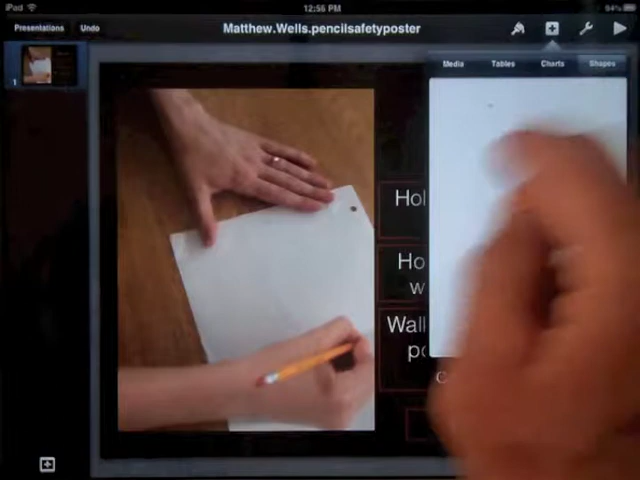 iPad 12:56 PM 94%
Presentations Undo Matthew.Wells.pencilsafetyposter
Media Tables Charts Shapes
1
Hol
Ho
w
Wall
po